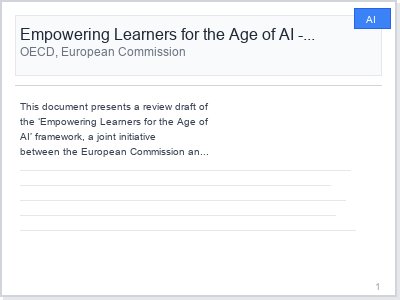 AI
Empowering Learners for the Age of AI -...
OECD, European Commission
This document presents a review draft of
the 'Empowering Learners for the Age of
AI' framework, a joint initiative
between the European Commission an...
1